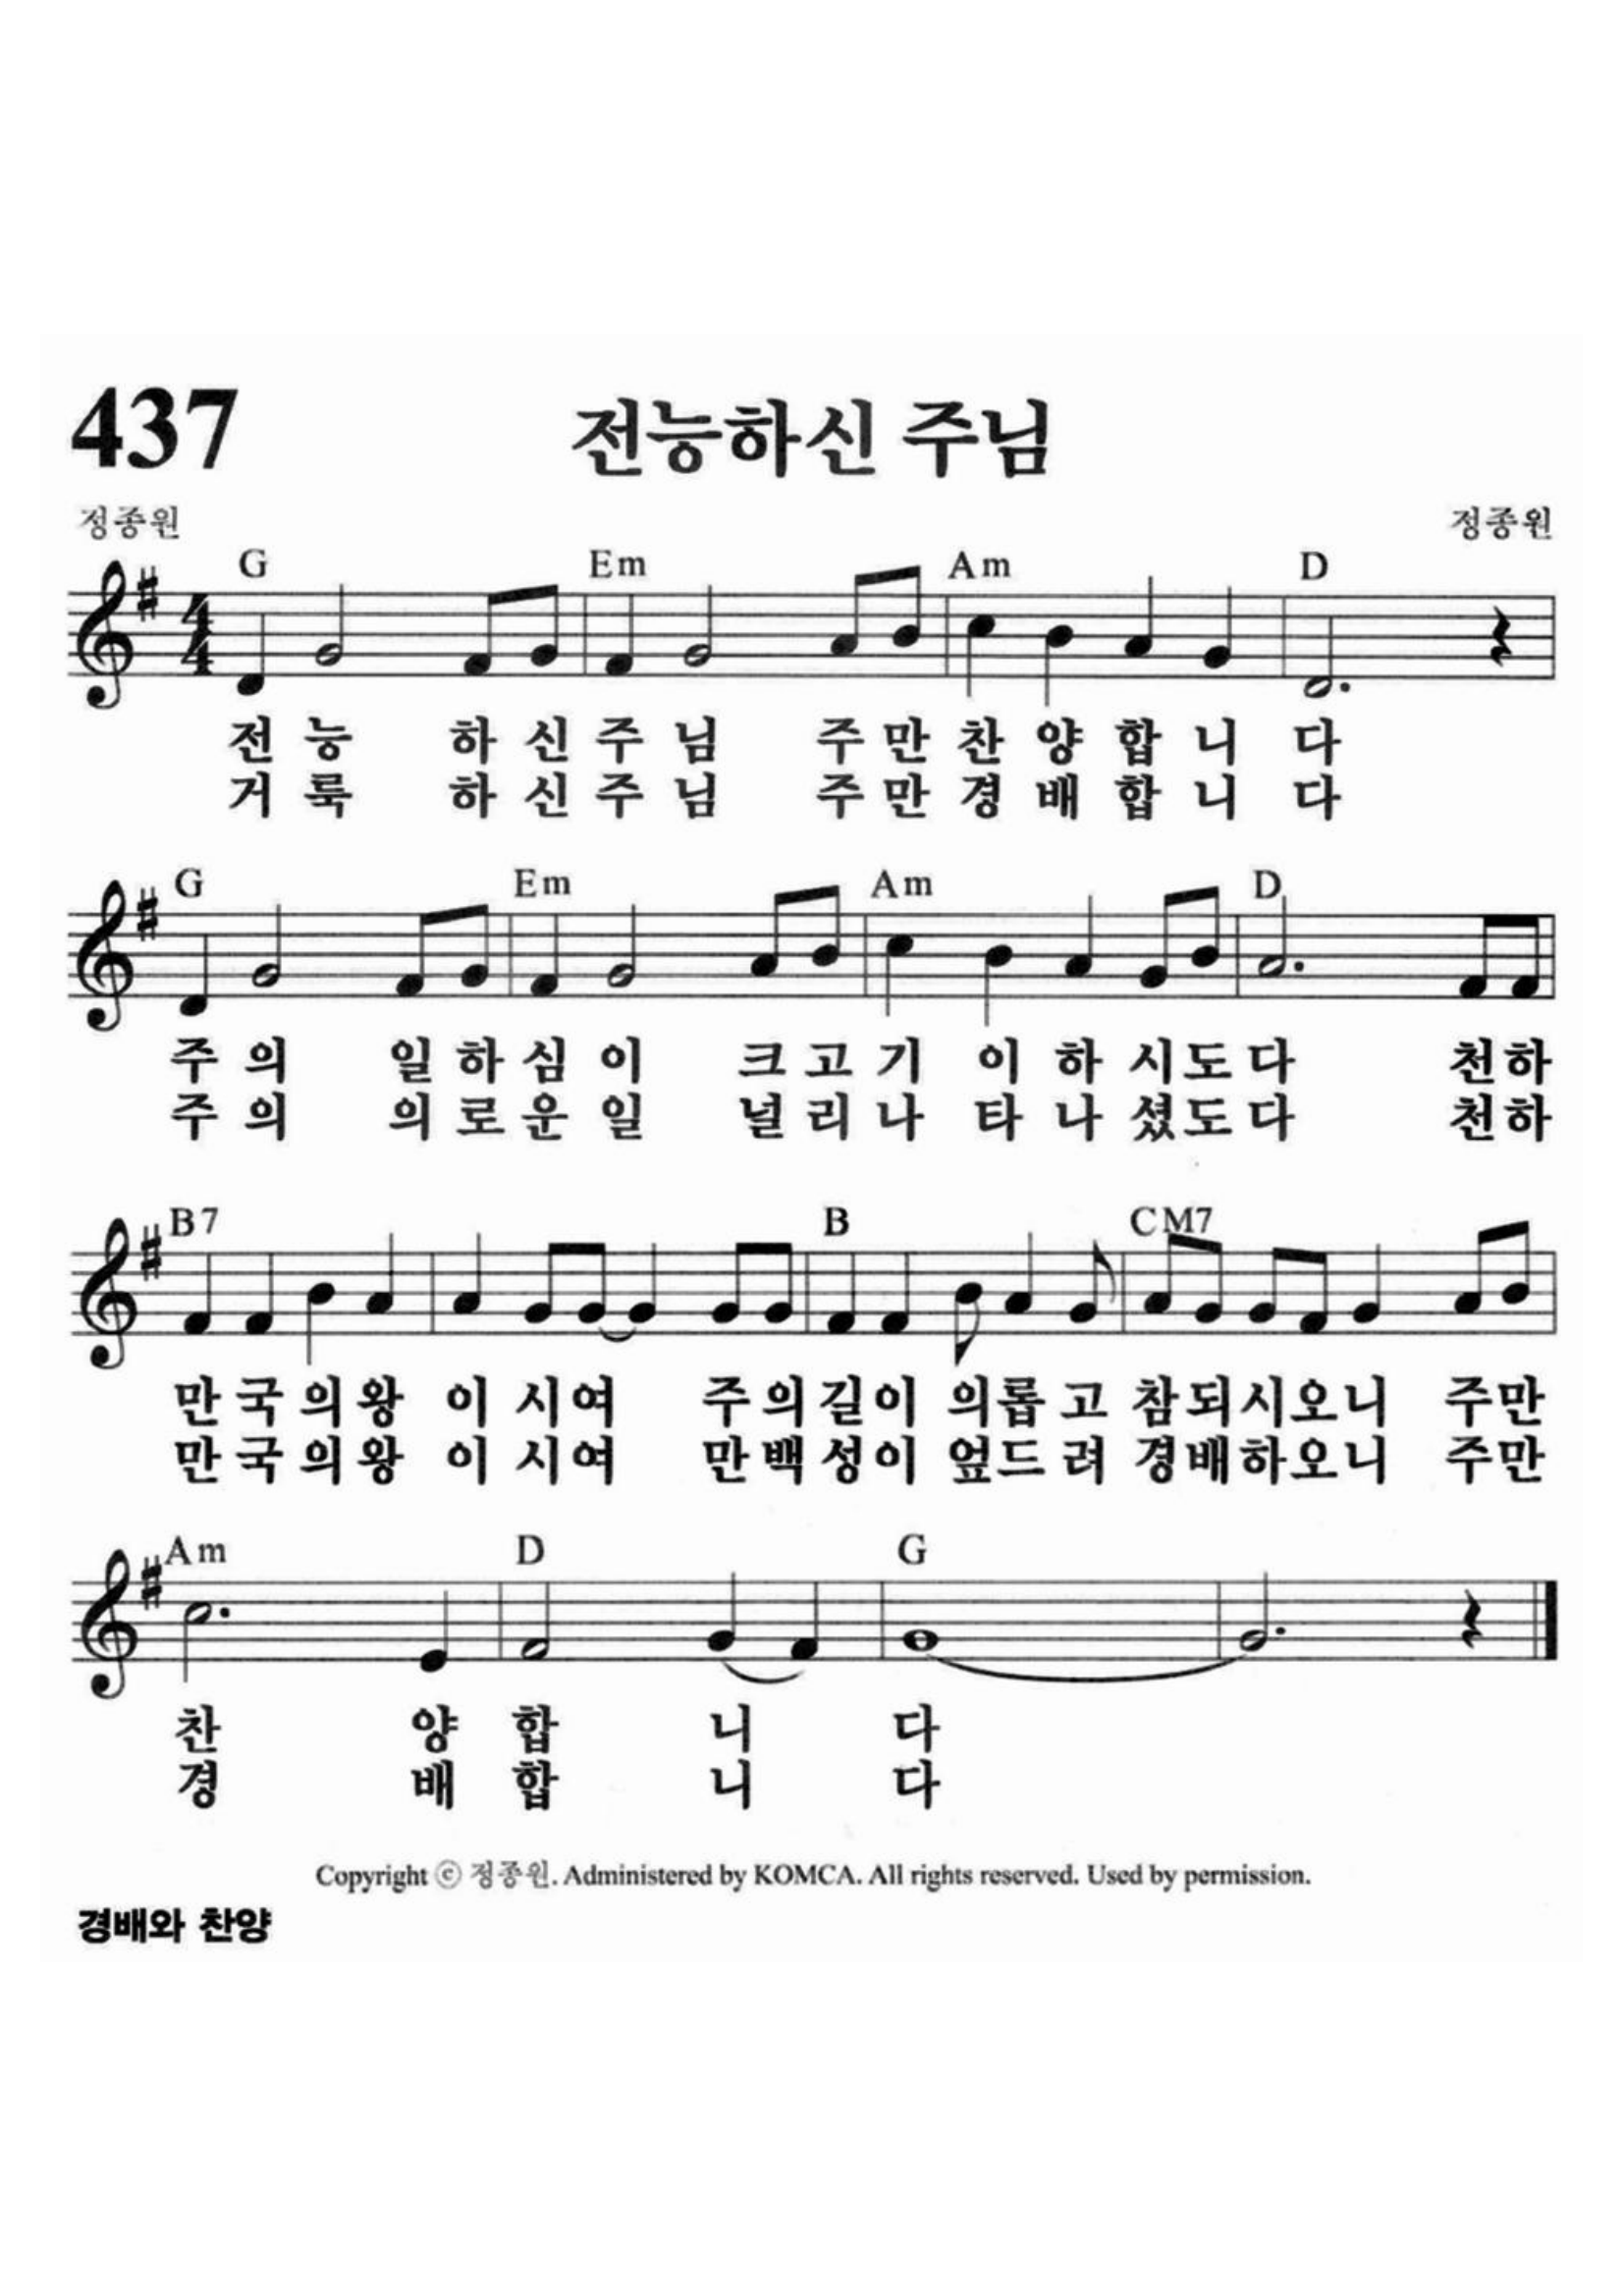 437
전능하신 주님
정종원 정종원
G Em Am D
전 능 하 신 주 님 주 만 찬 양 합 니 다
거 룩 하 신 주 님 주 만 경 배 합 니 다
G Em Am D
주 의 일 하 심 이 크 고 기 이 하 시 도 다 천 하
주 의 의 로 운 일 널 리 나 타 나 셨 도 다 천 하
B7 B CM7
만 국 의 왕 이 시 여 주 의 길 이 의 롭 고 참 되 시 오 니 주 만
만 국 의 왕 이 시 여 만 백 성 이 엎 드 려 경 배 하 오 니 주 만
Am D G
찬 양 합 니 다
경 배 합 니 다
Copyright ⓒ 정종원. Administered by KOMCA. All rights reserved. Used by permission.
경배와 찬양